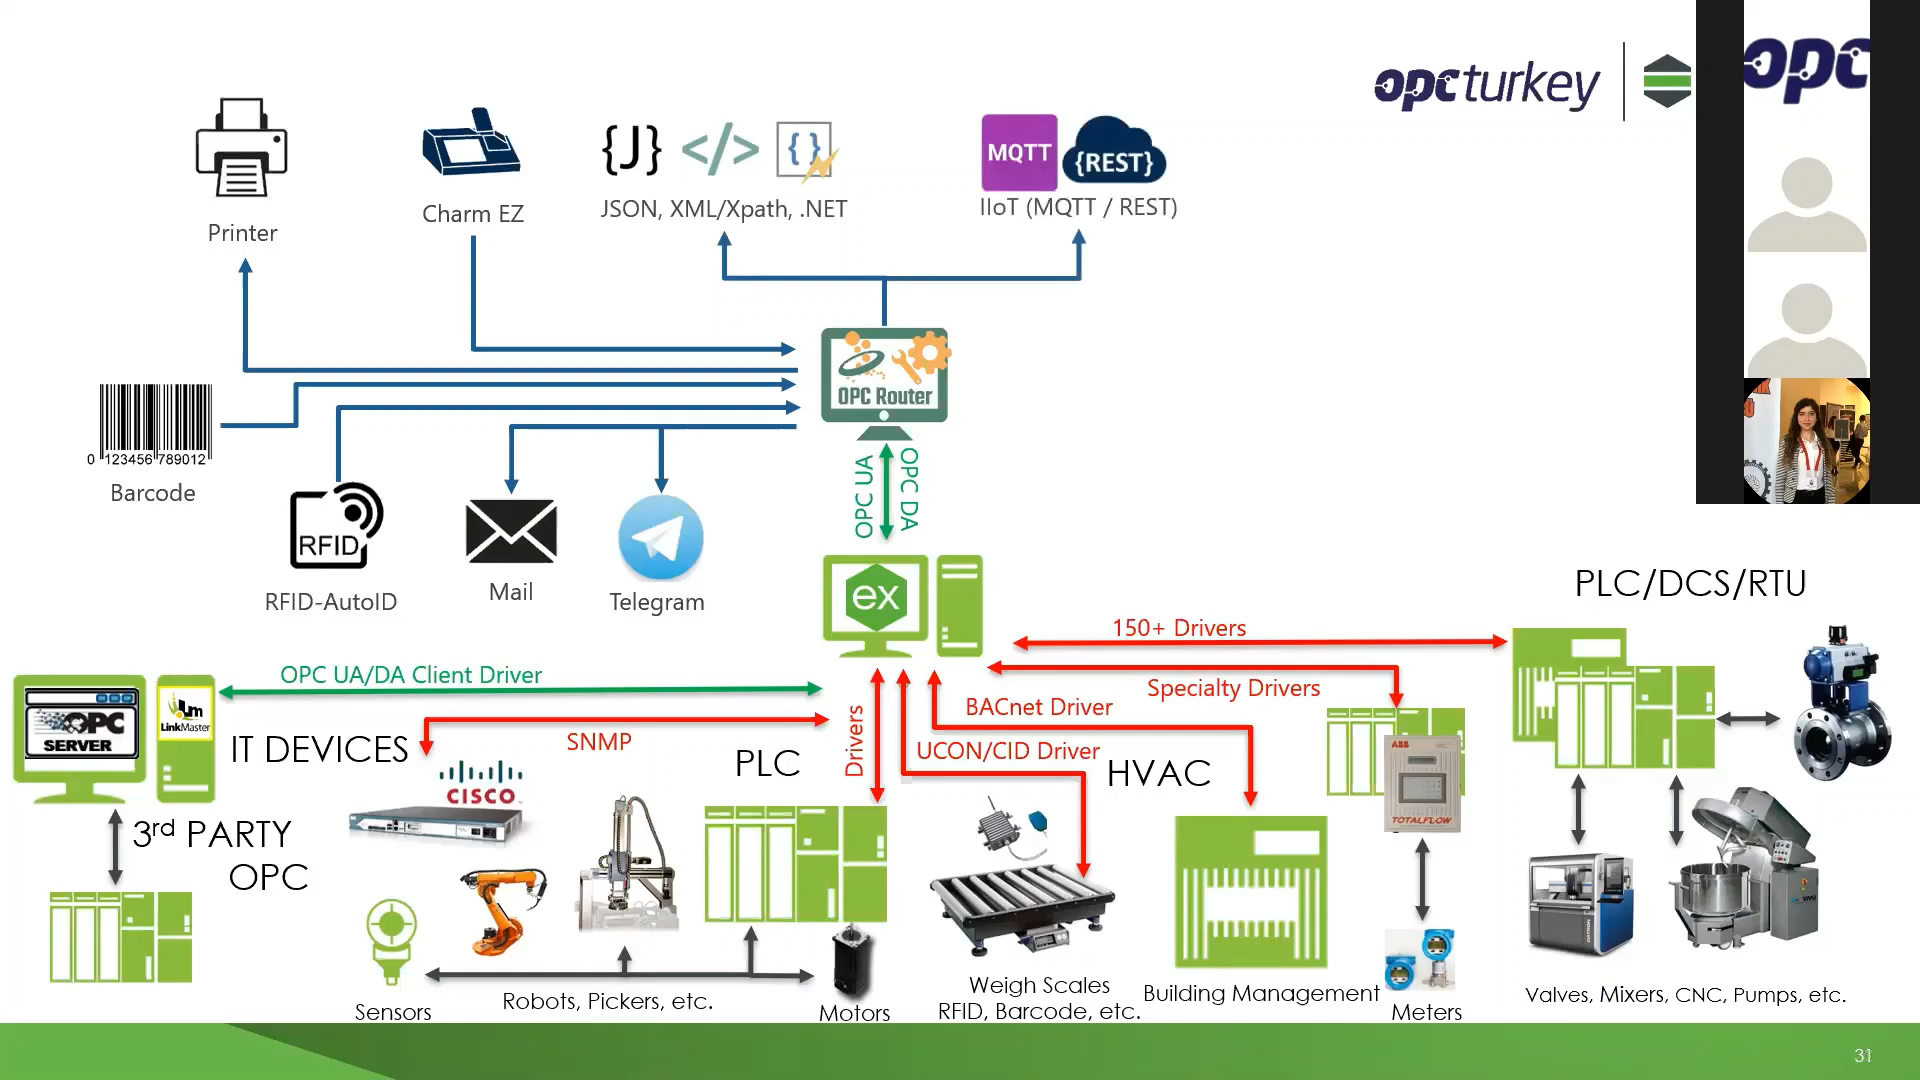 opcturkey
opc
Printer
Charm EZ
{J} </> { }
JSON, XML/Xpath, .NET
MQTT
{REST}
IIoT (MQTT / REST)
OPC Router
0 123456 789012
Barcode
RFID
RFID-AutoID
Mail
Telegram
OPC UA
OPC DA
ex
PLC/DCS/RTU
150+ Drivers
OPC UA/DA Client Driver
Specialty Drivers
BACnet Driver
OPC
SERVER
LinkMaster
IT DEVICES
SNMP
PLC
Drivers
UCON/CID Driver
HVAC
CISCO
ABB
TOTALFLOW
3rd PARTY
OPC
Sensors
Robots, Pickers, etc.
Motors
Weigh Scales
RFID, Barcode, etc.
Building Management
Meters
Valves, Mixers, CNC, Pumps, etc.
31